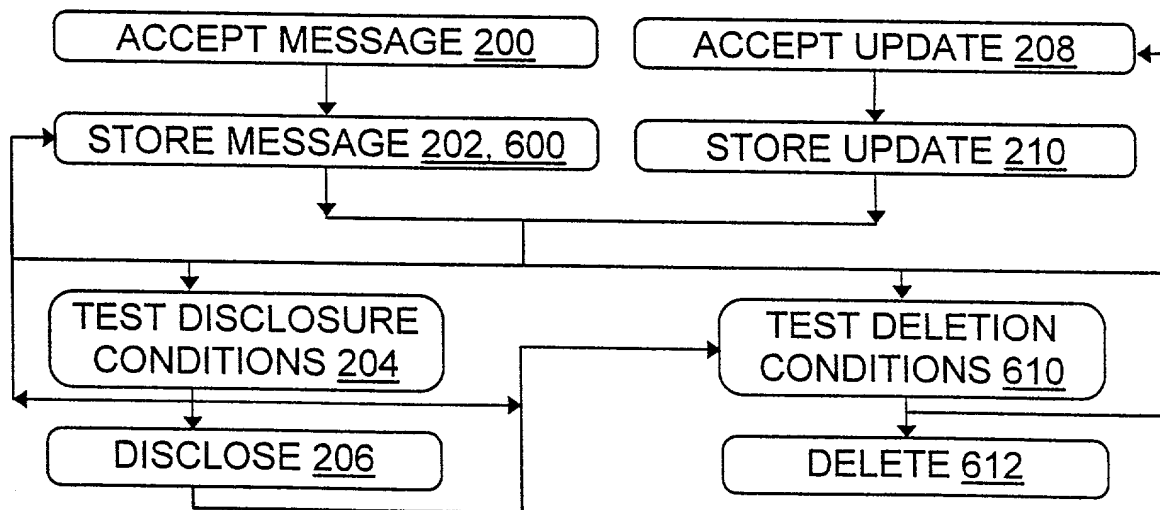 ACCEPT MESSAGE 200
ACCEPT UPDATE 208
STORE MESSAGE 202, 600
STORE UPDATE 210
TEST DISCLOSURE
CONDITIONS 204
TEST DELETION
CONDITIONS 610
DISCLOSE 206
DELETE 612